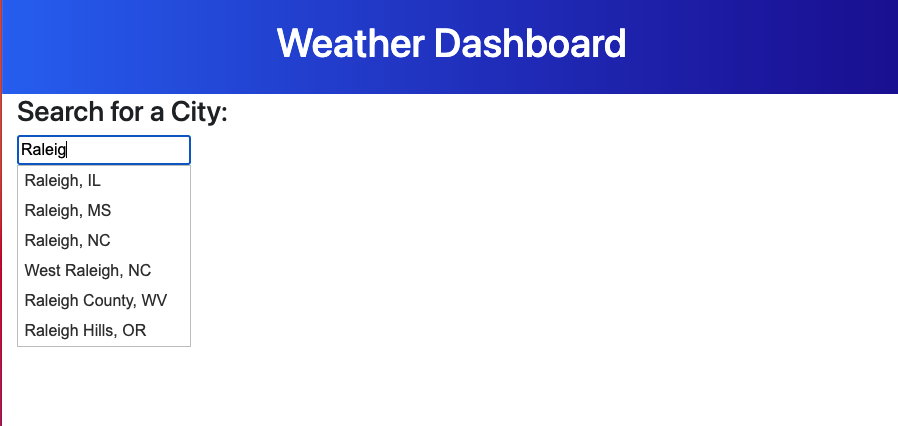 Weather Dashboard
Search for a City:
Raleig
Raleigh, IL
Raleigh, MS
Raleigh, NC
West Raleigh, NC
Raleigh County, WV
Raleigh Hills, OR